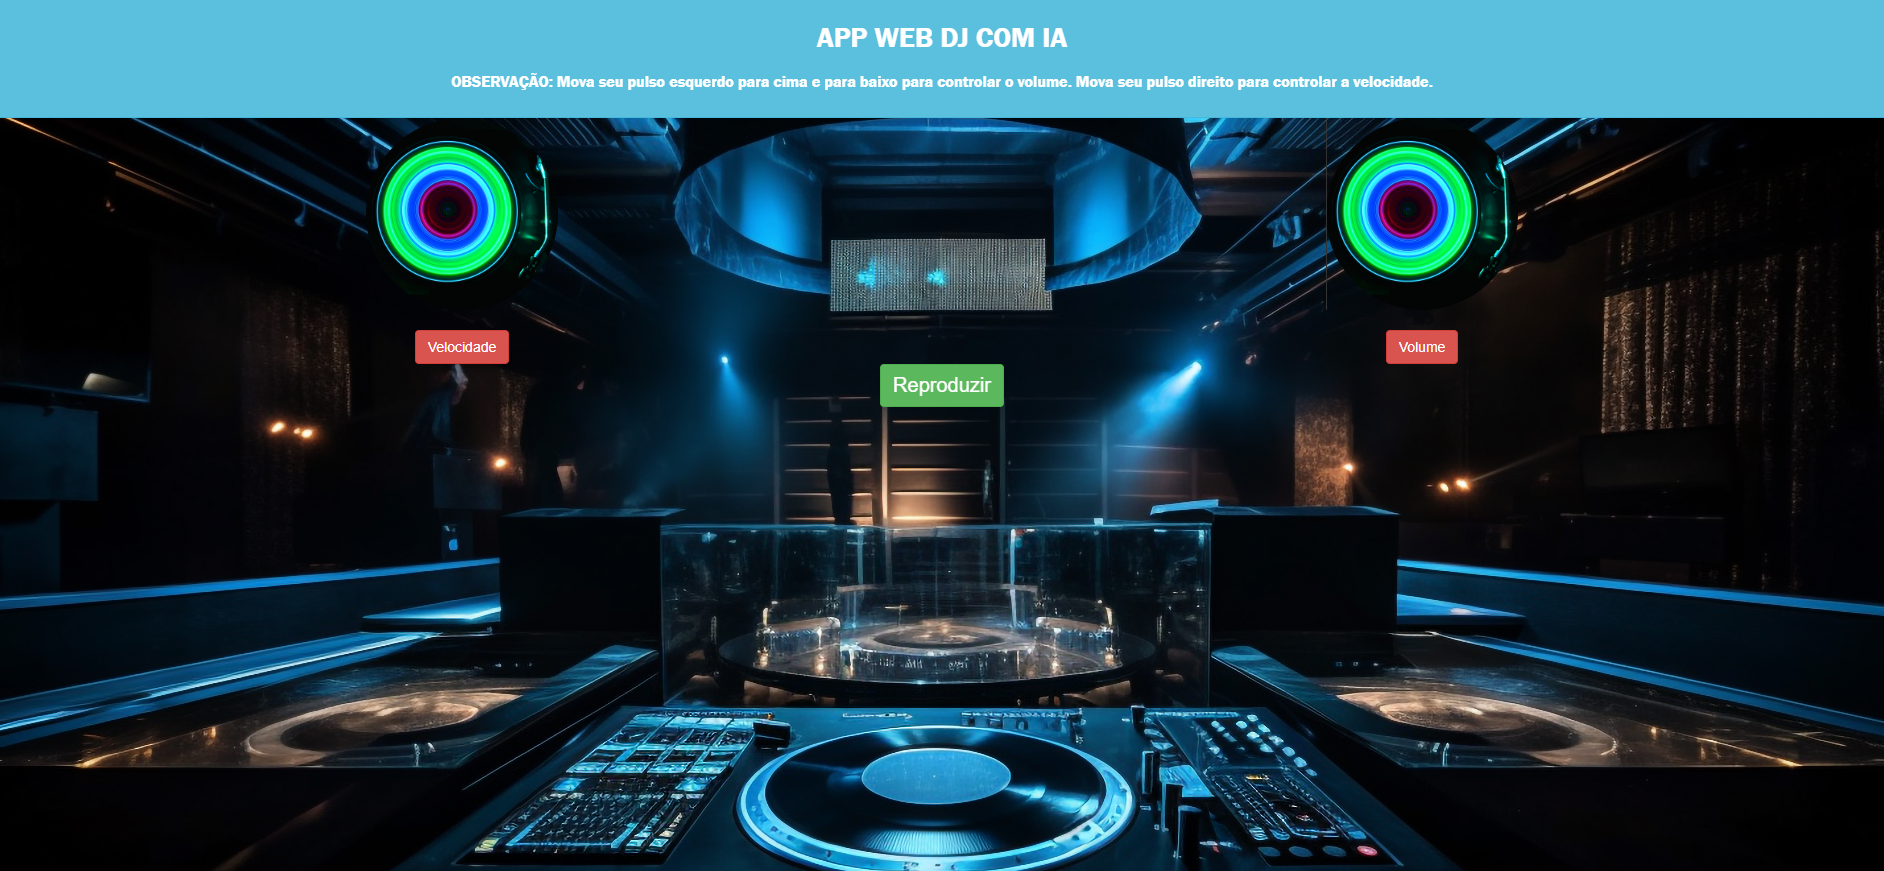 APP WEB DJ COM IA
OBSERVAÇÃO: Mova seu pulso esquerdo para cima e para baixo para controlar o volume. Mova seu pulso direito para controlar a velocidade.
Velocidade
Volume
Reproduzir